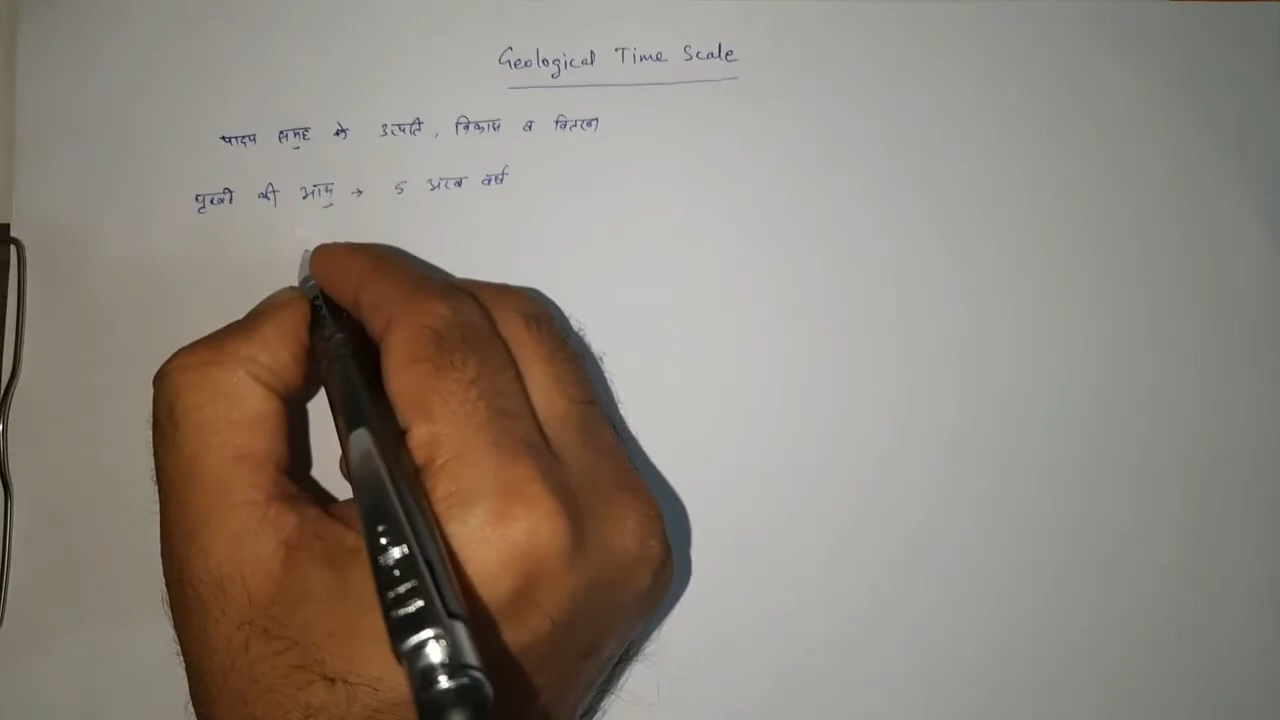 Geological Time Scale
पादप समुह के उत्पति, विकास व वितरण
पृथ्वी की आयु → 5 अरब वर्ष